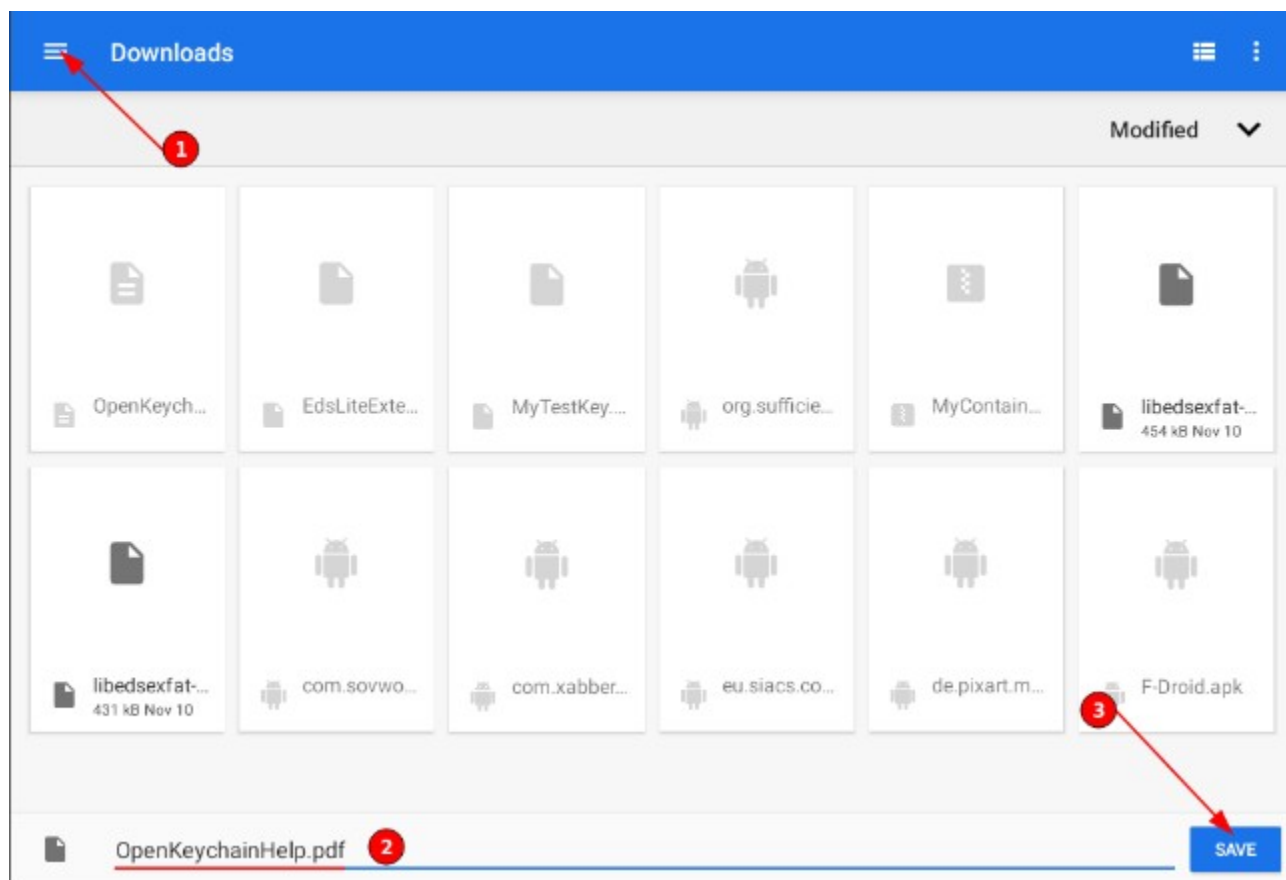 Downloads
1
Modified
OpenKeych...
EdsLiteExte...
MyTestKey....
org.sufficie...
MyContain...
libedsexfat-...
454 kB Nov 10
libedsexfat-...
431 kB Nov 10
com.sovwo...
com.xabber...
eu.siacs.co...
de.pixart.m...
F-Droid.apk
3
OpenKeychainHelp.pdf
2
SAVE